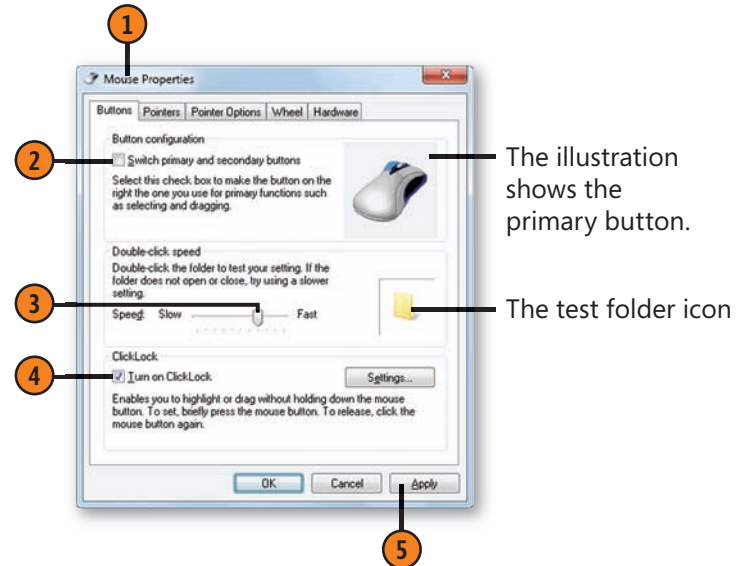 1
Mouse Properties
Buttons Pointers Pointer Options Wheel Hardware
Button configuration
2
Switch primary and secondary buttons
Select this check box to make the button on the
right the one you use for primary functions such
as selecting and dragging.
The illustration
shows the
primary button.
Double-click speed
Double-click the folder to test your setting. If the
folder does not open or close, try using a slower
setting.
3
Speed: Slow Fast
The test folder icon
ClickLock
4
Turn on ClickLock
Settings...
Enables you to highlight or drag without holding down the mouse
button. To set, briefly press the mouse button. To release, click the
mouse button again.
OK Cancel Apply
5